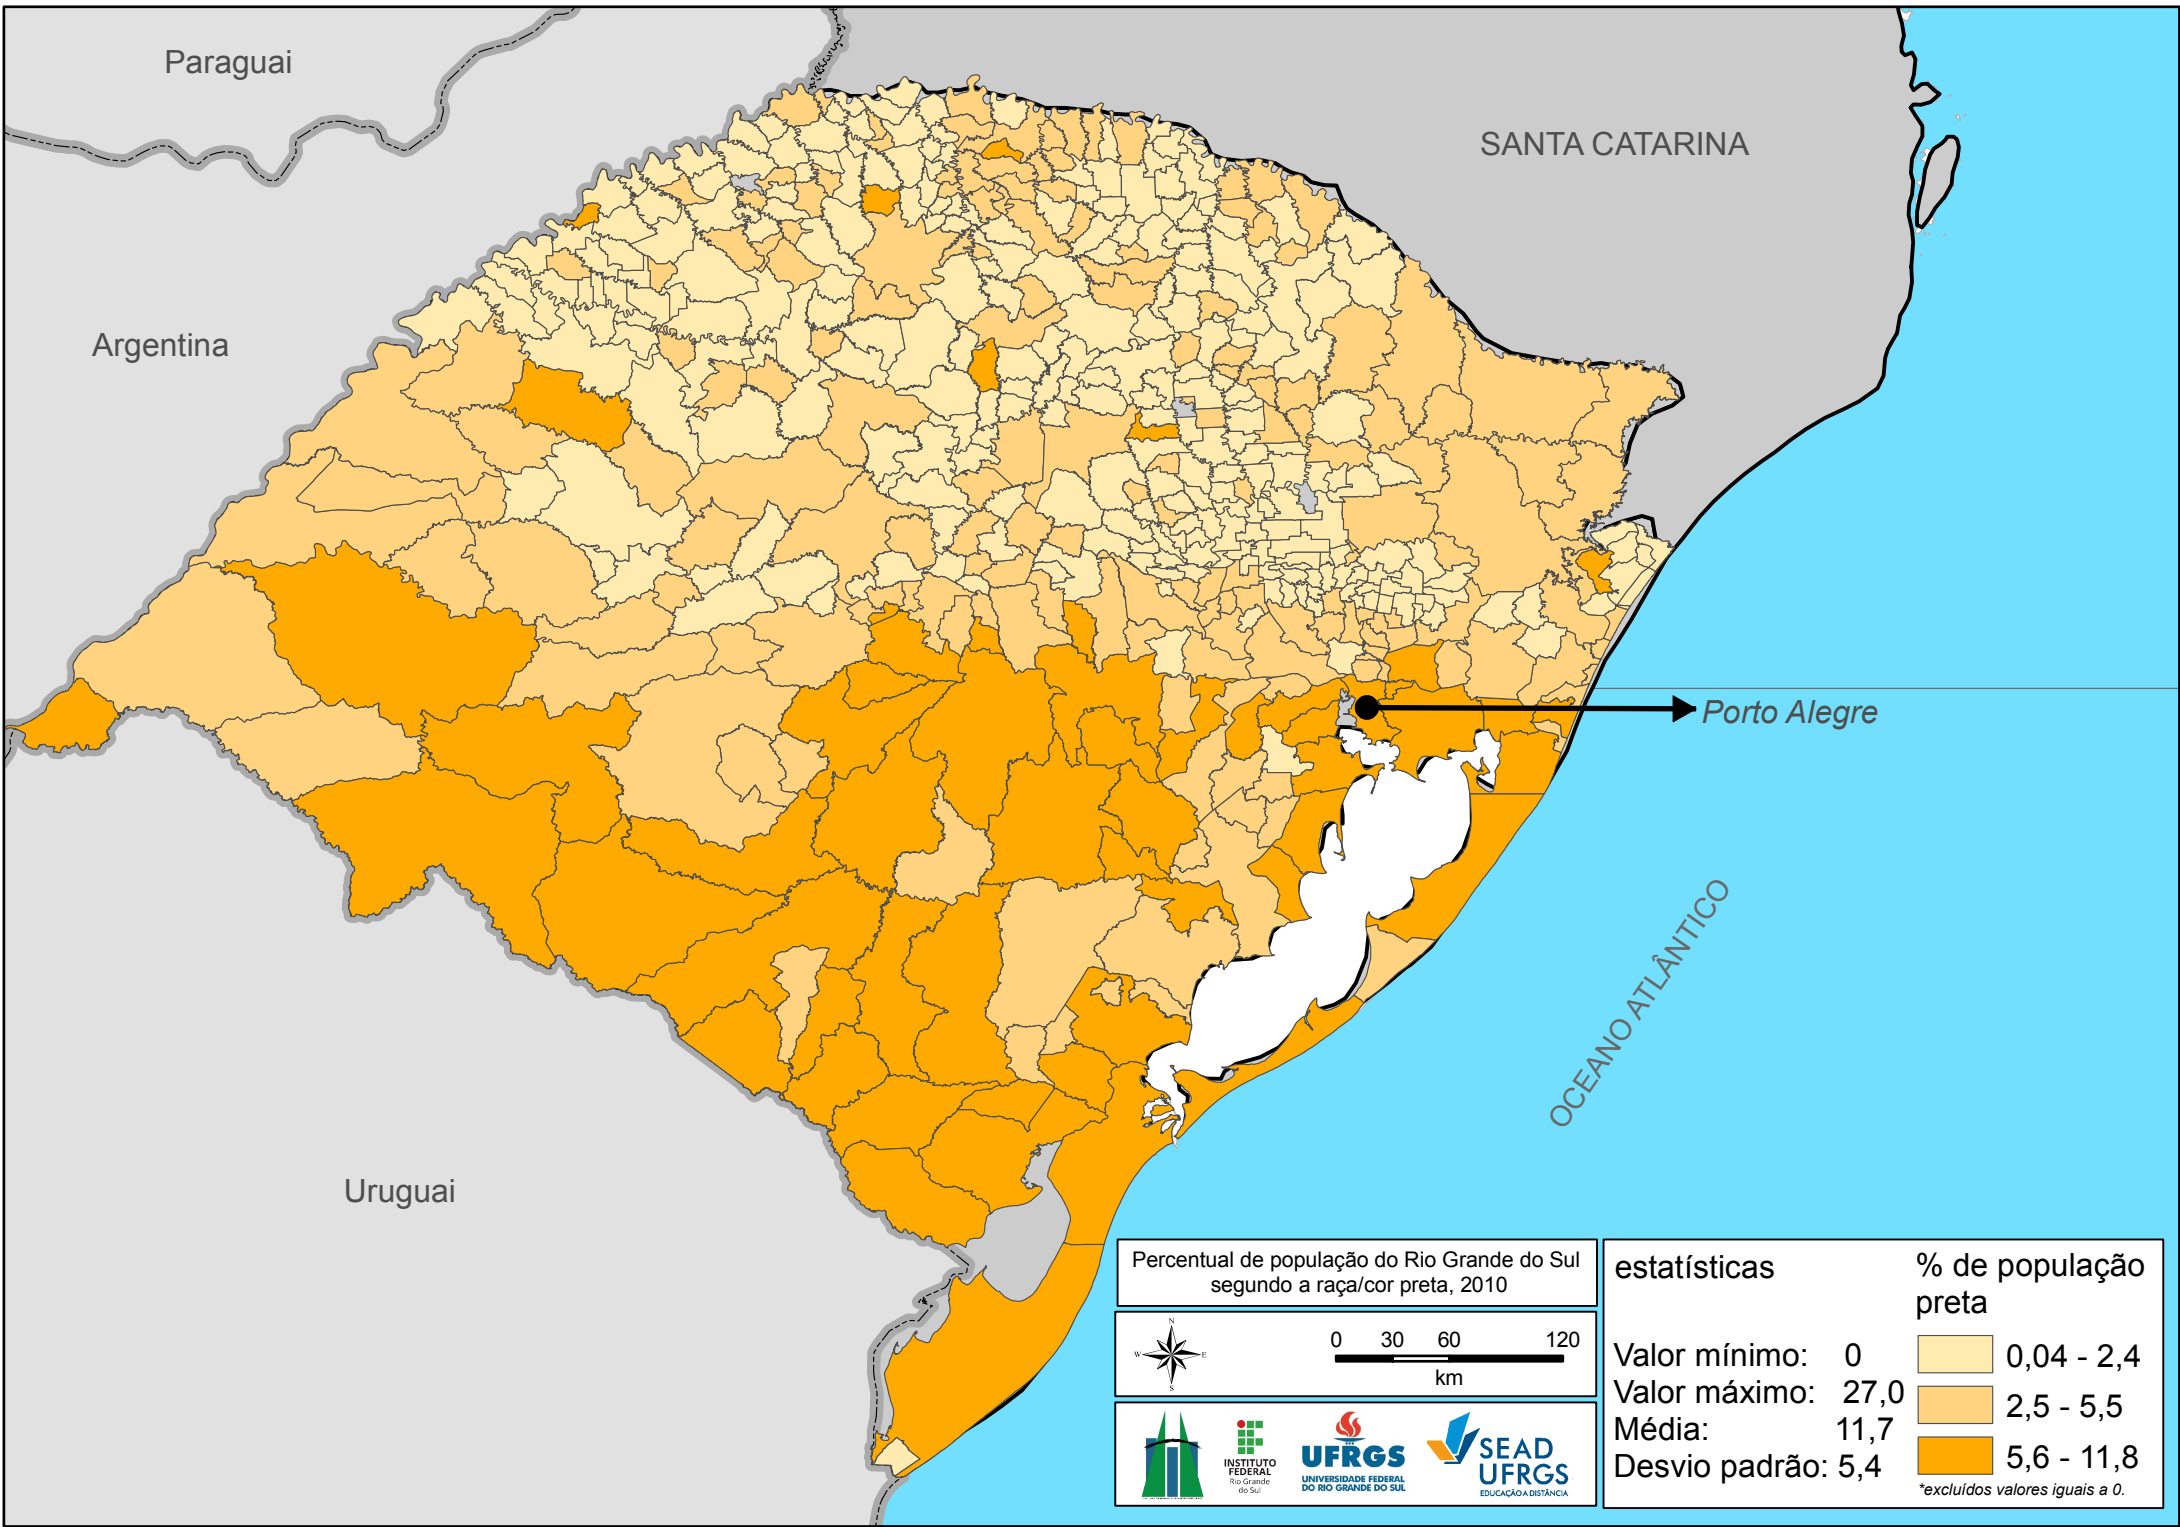 Paraguai
SANTA CATARINA
Argentina
Porto Alegre
OCEANO ATLÂNTICO
Uruguai
Percentual de população do Rio Grande do Sul
segundo a raça/cor preta, 2010
N
W E
S
0 30 60 120
km
INSTITUTO
FEDERAL
Rio Grande
do Sul
UFRGS
UNIVERSIDADE FEDERAL
DO RIO GRANDE DO SUL
SEAD
UFRGS
EDUCAÇÃO A DISTÂNCIA
estatísticas
Valor mínimo: 0
Valor máximo: 27,0
Média: 11,7
Desvio padrão: 5,4
% de população
preta
0,04 - 2,4
2,5 - 5,5
5,6 - 11,8
*excluídos valores iguais a 0.